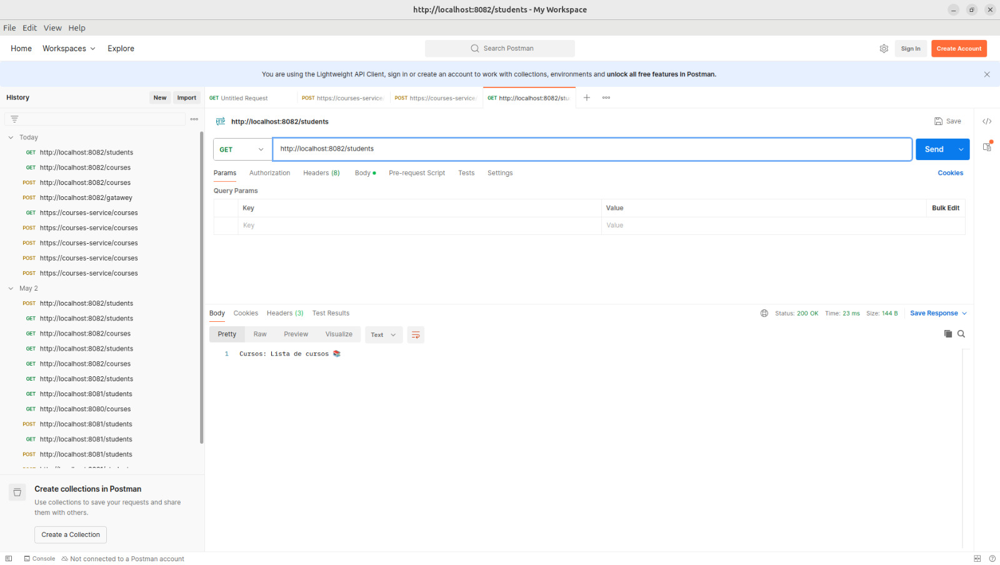 http://localhost:8082/students - My Workspace
File Edit View Help
Home Workspaces Explore
Search Postman
Sign In
Create Account
You are using the Lightweight API Client, sign in or create an account to work with collections, environments and unlock all free features in Postman.
History
New
Import
GET Untitled Request
POST https://courses-service/
POST https://courses-service/
GET http://localhost:8082/stu
Today
GET http://localhost:8082/students
GET http://localhost:8082/courses
POST http://localhost:8082/courses
POST http://localhost:8082/gatawey
GET https://courses-service/courses
POST https://courses-service/courses
POST https://courses-service/courses
POST https://courses-service/courses
POST https://courses-service/courses
May 2
POST http://localhost:8082/students
GET http://localhost:8082/students
GET http://localhost:8082/courses
GET http://localhost:8082/students
GET http://localhost:8082/courses
GET http://localhost:8082/students
GET http://localhost:8081/students
GET http://localhost:8080/courses
POST http://localhost:8081/students
GET http://localhost:8081/students
POST http://localhost:8081/students
Create collections in Postman
Use collections to save your requests and share
them with others.
Create a Collection
HTTP http://localhost:8082/students
Save
GET http://localhost:8082/students
Send
Params Authorization Headers (8) Body Pre-request Script Tests Settings Cookies
Query Params
Key Value Bulk Edit
Key Value
Body Cookies Headers (3) Test Results
Status: 200 OK Time: 23 ms Size: 144 B Save Response
Pretty Raw Preview Visualize Text
1 Cursos: Lista de cursos 📚
Console Not connected to a Postman account